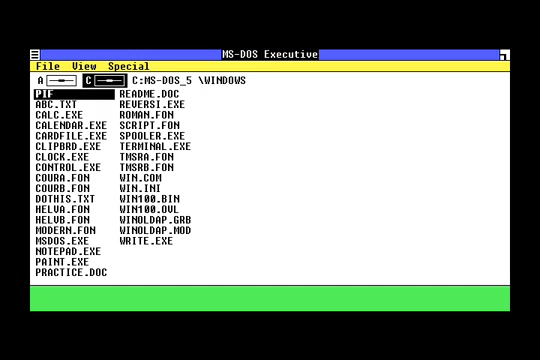 MS-DOS Executive
File View Special
A C C:MS-DOS_5 \WINDOWS
PIF
ABC.TXT
CALC.EXE
CALENDAR.EXE
CARDFILE.EXE
CLIPBRD.EXE
CLOCK.EXE
CONTROL.EXE
COURA.FON
COURB.FON
DOTHIS.TXT
HELVA.FON
HELVB.FON
MODERN.FON
MSDOS.EXE
NOTEPAD.EXE
PAINT.EXE
PRACTICE.DOC
README.DOC
REVERSI.EXE
ROMAN.FON
SCRIPT.FON
SPOOLER.EXE
TERMINAL.EXE
TMSRA.FON
TMSRB.FON
WIN.COM
WIN.INI
WIN100.BIN
WIN100.OVL
WINOLDAP.GRB
WINOLDAP.MOD
WRITE.EXE